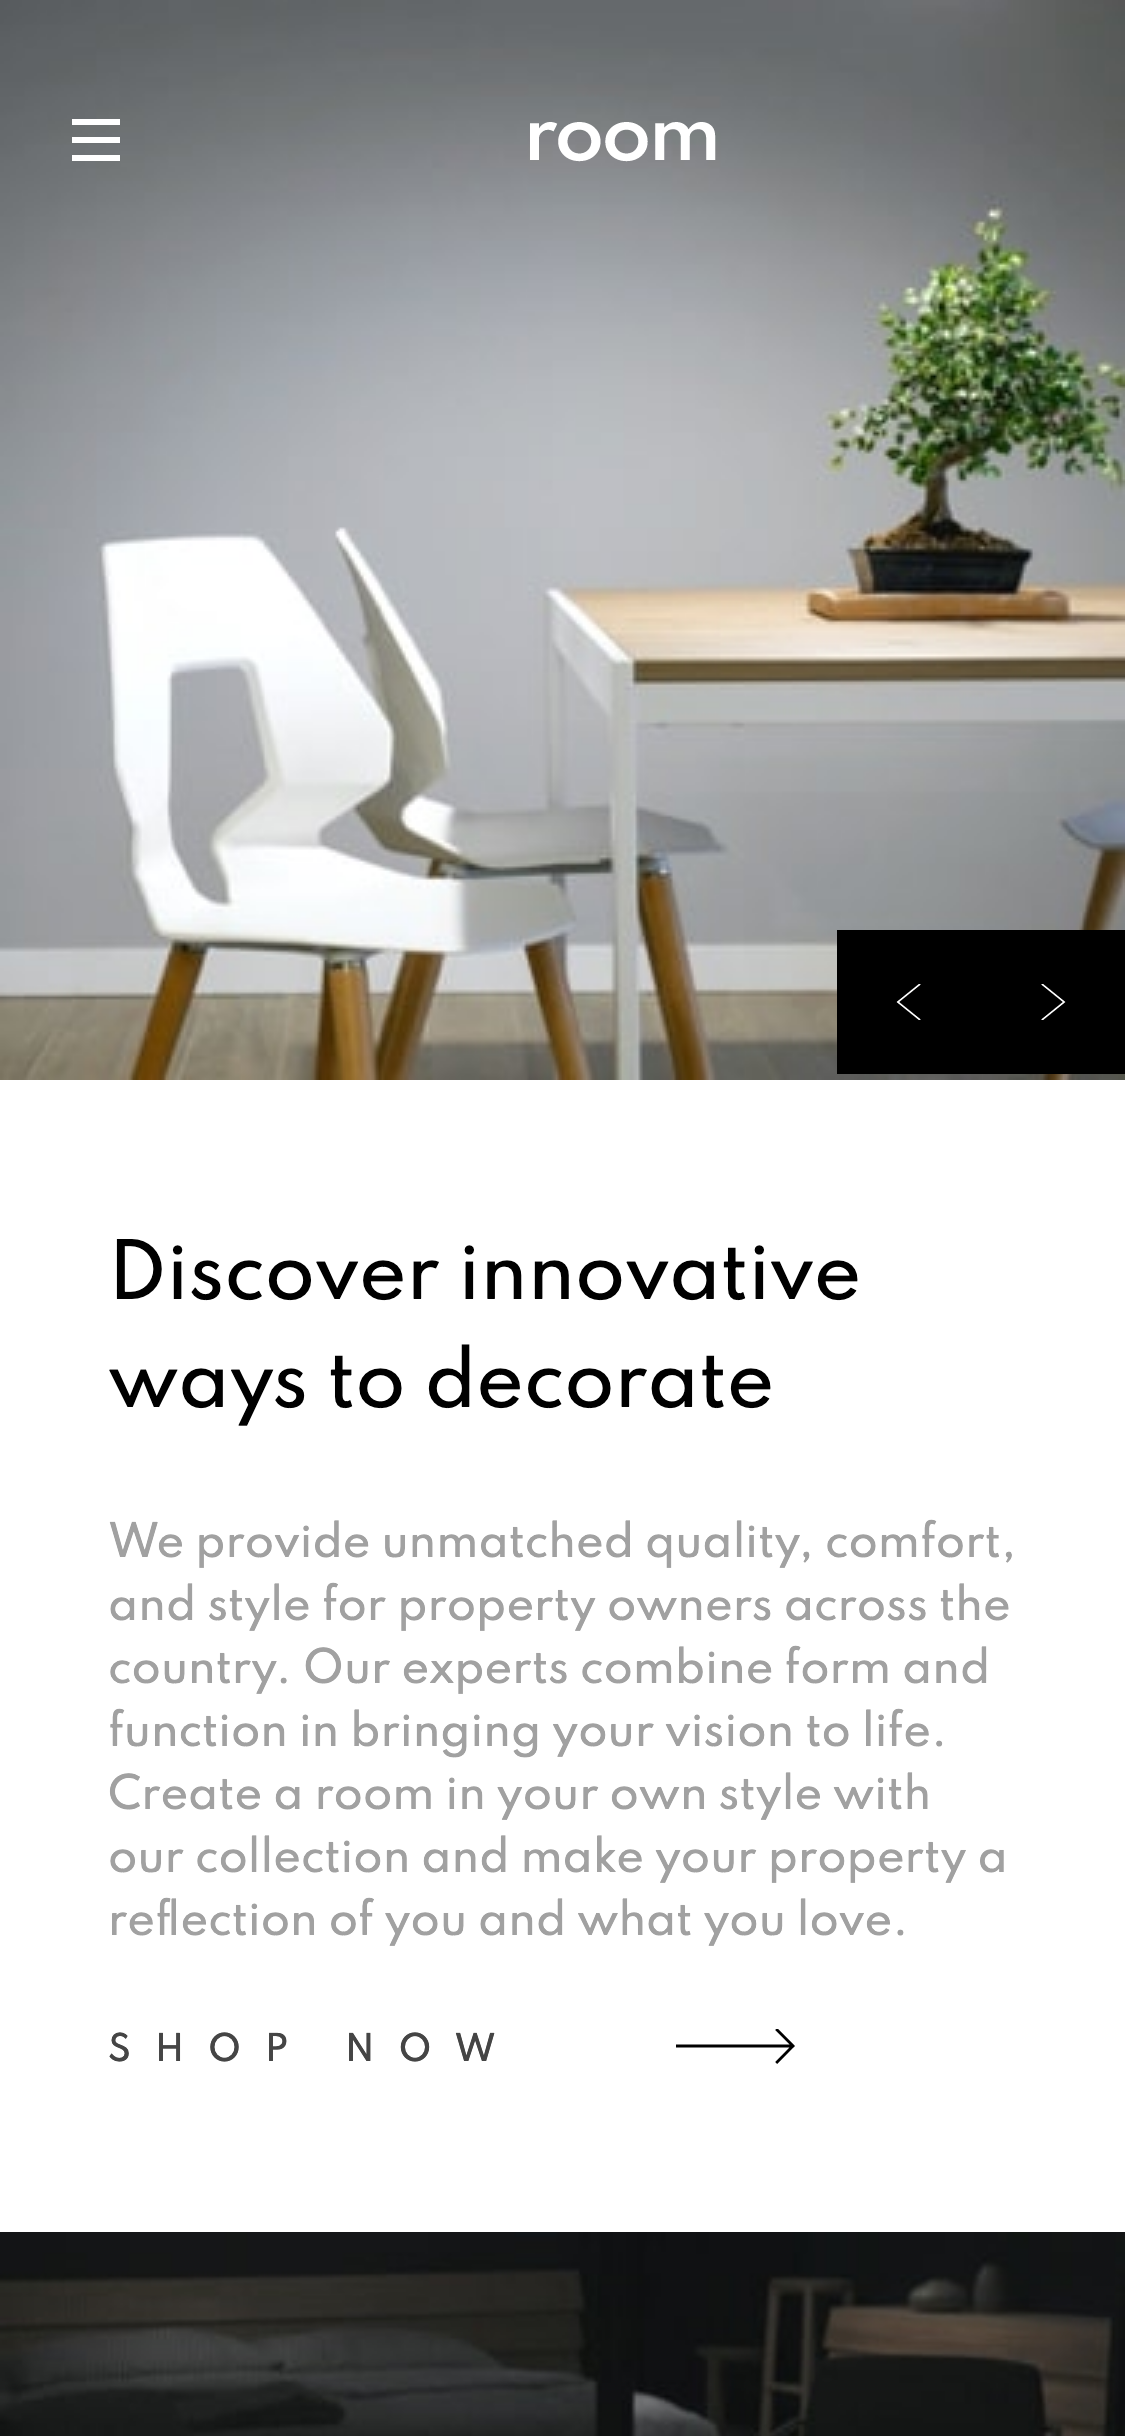 room
Discover innovative
ways to decorate
We provide unmatched quality, comfort,
and style for property owners across the
country. Our experts combine form and
function in bringing your vision to life.
Create a room in your own style with
our collection and make your property a
reflection of you and what you love.
SHOP NOW